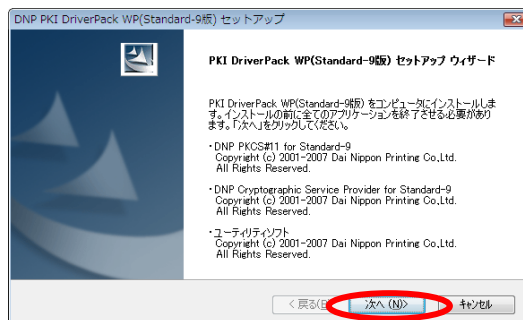 DNP PKI DriverPack WP(Standard-9版) セットアップ
PKI DriverPack WP(Standard-9版) セットアップ ウィザード
PKI DriverPack WP(Standard-9版) をコンピュータにインストールしま
す。インストールの前に全てのアプリケーションを終了させる必要があり
ます。「次へ」をクリックしてください。
・DNP PKCS#11 for Standard-9
Copyright (c) 2001-2007 Dai Nippon Printing Co,Ltd.
All Rights Reserved.
・DNP Cryptographic Service Provider for Standard-9
Copyright (c) 2001-2007 Dai Nippon Printing Co,Ltd.
All Rights Reserved.
・ユーティリティソフト
Copyright (c) 2001-2007 Dai Nippon Printing Co,Ltd.
All Rights Reserved.
< 戻る(B 次へ (N)> キャンセル